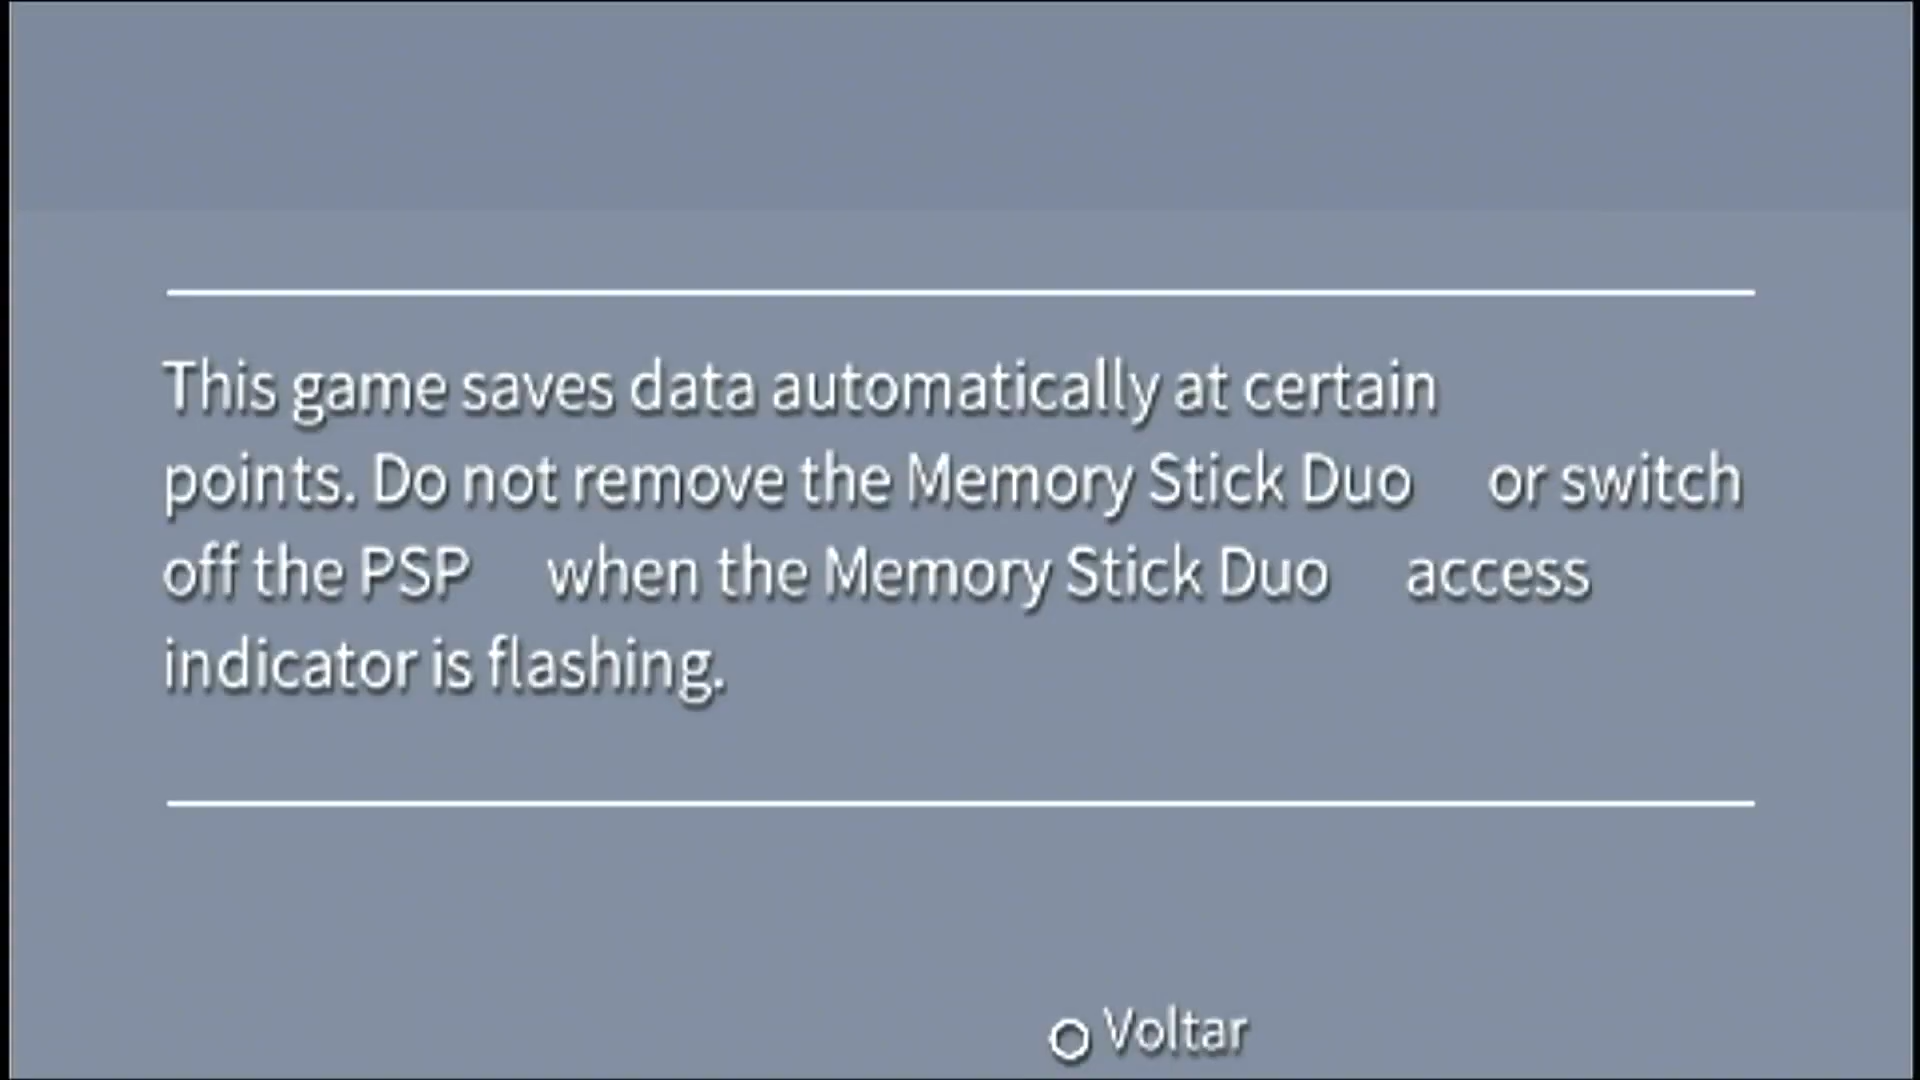 This game saves data automatically at certain
points. Do not remove the Memory Stick Duo or switch
off the PSP when the Memory Stick Duo access
indicator is flashing.
Voltar